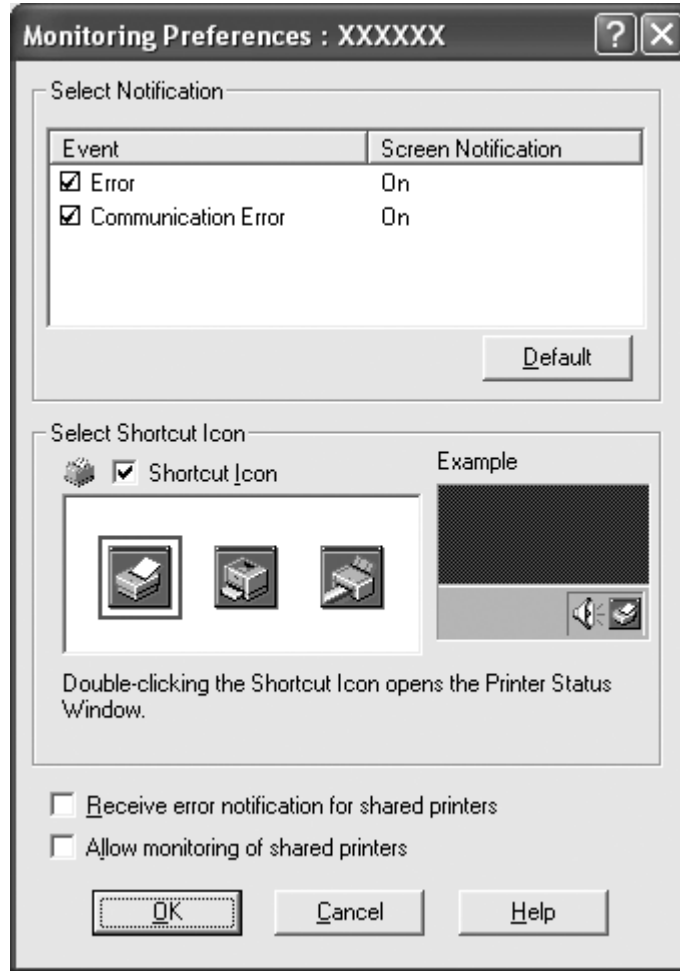 Monitoring Preferences : XXXXXX
Select Notification
Event Screen Notification
Error On
Communication Error On
Default
Select Shortcut Icon
Shortcut Icon
Example
Double-clicking the Shortcut Icon opens the Printer Status
Window.
Receive error notification for shared printers
Allow monitoring of shared printers
OK Cancel Help